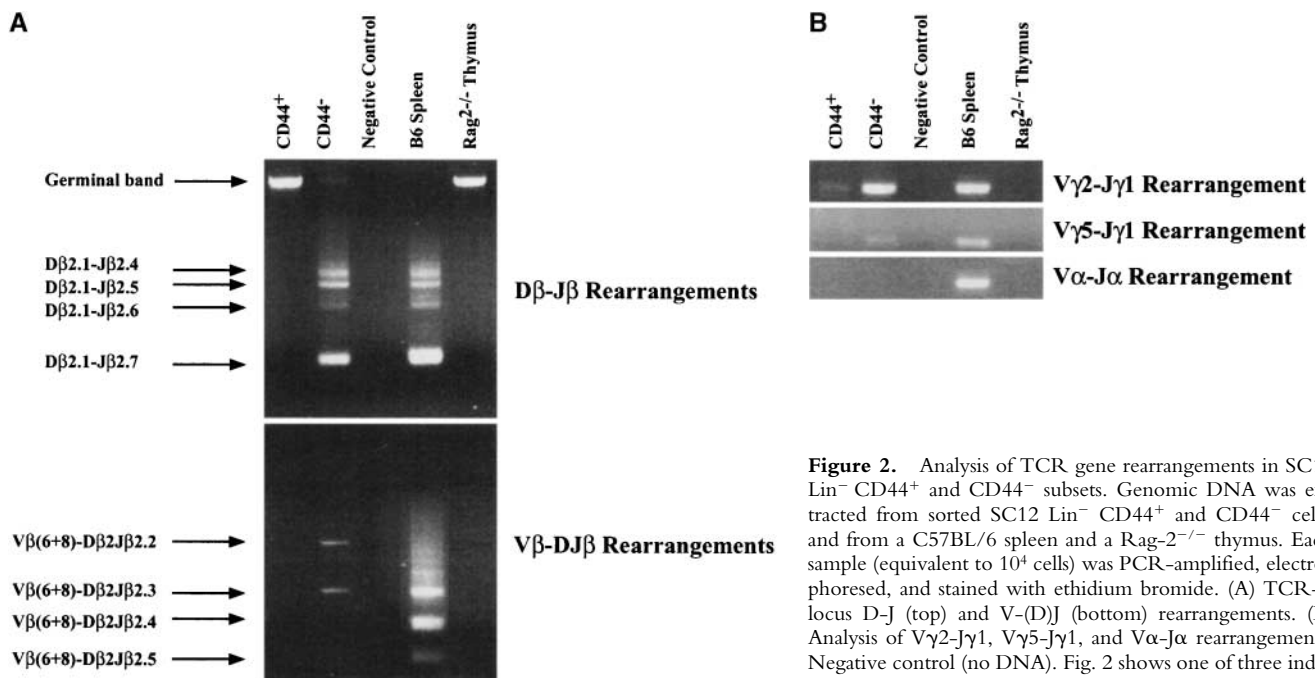 A
CD44+
CD44-
Negative Control
B6 Spleen
Rag2-/- Thymus
Germinal band
Dβ2.1-Jβ2.4
Dβ2.1-Jβ2.5
Dβ2.1-Jβ2.6
Dβ2.1-Jβ2.7
Dβ-Jβ Rearrangements
Vβ(6+8)-Dβ2Jβ2.2
Vβ(6+8)-Dβ2Jβ2.3
Vβ(6+8)-Dβ2Jβ2.4
Vβ(6+8)-Dβ2Jβ2.5
Vβ-DJβ Rearrangements
B
CD44+
CD44-
Negative Control
B6 Spleen
Rag2-/- Thymus
Vγ2-Jγ1 Rearrangement
Vγ5-Jγ1 Rearrangement
Vα-Jα Rearrangement
Figure 2. Analysis of TCR gene rearrangements in SC1
Lin− CD44+ and CD44− subsets. Genomic DNA was e
tracted from sorted SC12 Lin− CD44+ and CD44− cel
and from a C57BL/6 spleen and a Rag-2−/− thymus. Eac
sample (equivalent to 10⁴ cells) was PCR-amplified, electro
phoresed, and stained with ethidium bromide. (A) TCR-
locus D-J (top) and V-(D)J (bottom) rearrangements. (
Analysis of Vγ2-Jγ1, Vγ5-Jγ1, and Vα-Jα rearrangemen
Negative control (no DNA). Fig. 2 shows one of three ind